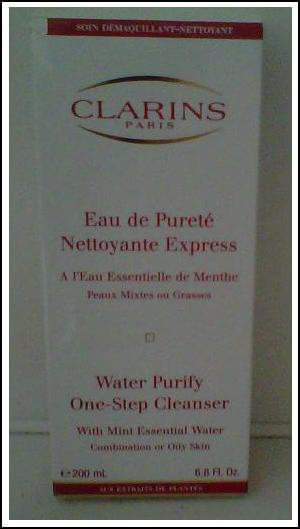 SOIN DÉMAQUILLANT-NETTOYANT
CLARINS
PARIS
Eau de Pureté
Nettoyante Express
A l'Eau Essentielle de Menthe
Peaux Mixtes ou Grasses
Water Purify
One-Step Cleanser
With Mint Essential Water
Combination or Oily Skin
e 200 mL 6.8 Fl. Oz.
AUX EXTRAITS DE PLANTES